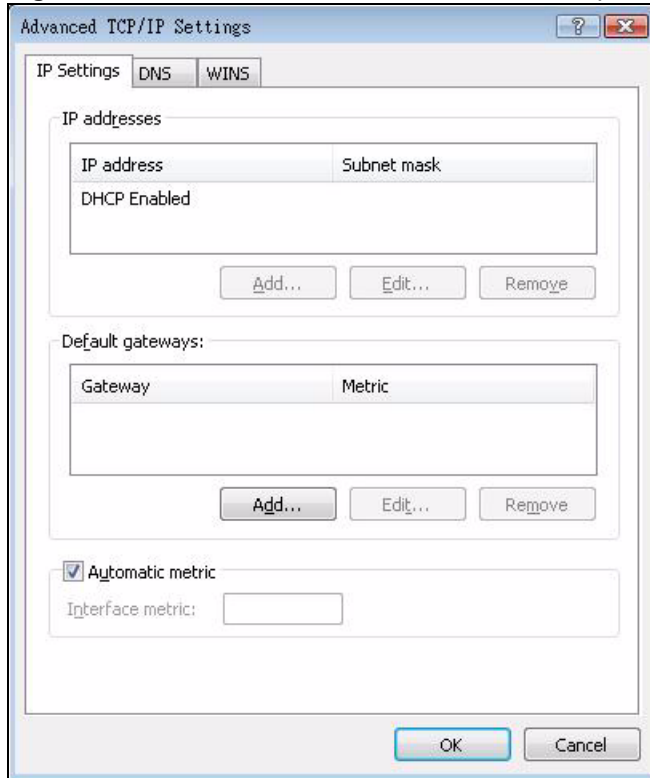 Advanced TCP/IP Settings
IP Settings DNS WINS
IP addresses
IP address Subnet mask
DHCP Enabled
Add... Edit... Remove
Default gateways:
Gateway Metric
Add... Edit... Remove
Automatic metric
Interface metric:
OK Cancel